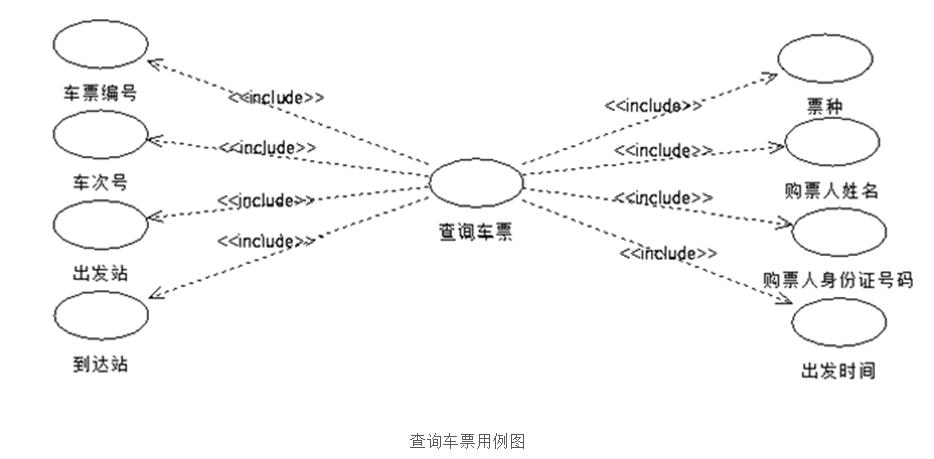 车票编号
<<include>>
车次号
<<include>>
出发站
<<include>>
到达站
<<include>>
查询车票
<<include>>
票种
<<include>>
购票人姓名
<<include>>
购票人身份证号码
<<include>>
出发时间
查询车票用例图